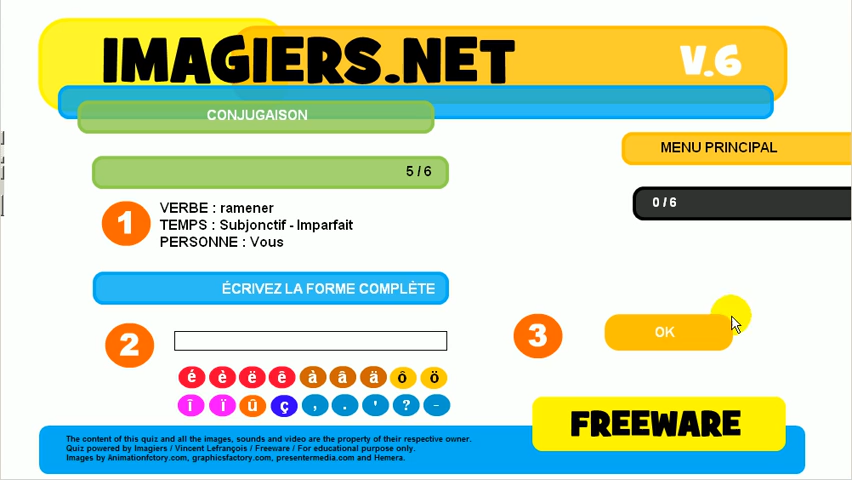 IMAGIERS.NET
V.6
CONJUGAISON
MENU PRINCIPAL
5 / 6
0 / 6
1
VERBE : ramener
TEMPS : Subjonctif - Imparfait
PERSONNE : Vous
ÉCRIVEZ LA FORME COMPLÈTE
2
3
OK
é è ë ê à â ä ô ö
î ï û ç , . ' ? -
FREEWARE
The content of this quiz and all the images, sounds and video are the property of their respective owner.
Quiz powered by Imagiers / Vincent Lefrançois / Freeware / For educational purpose only.
Images by Animationfctory.com, graphicsfactory.com, presentermedia.com and Hemera.